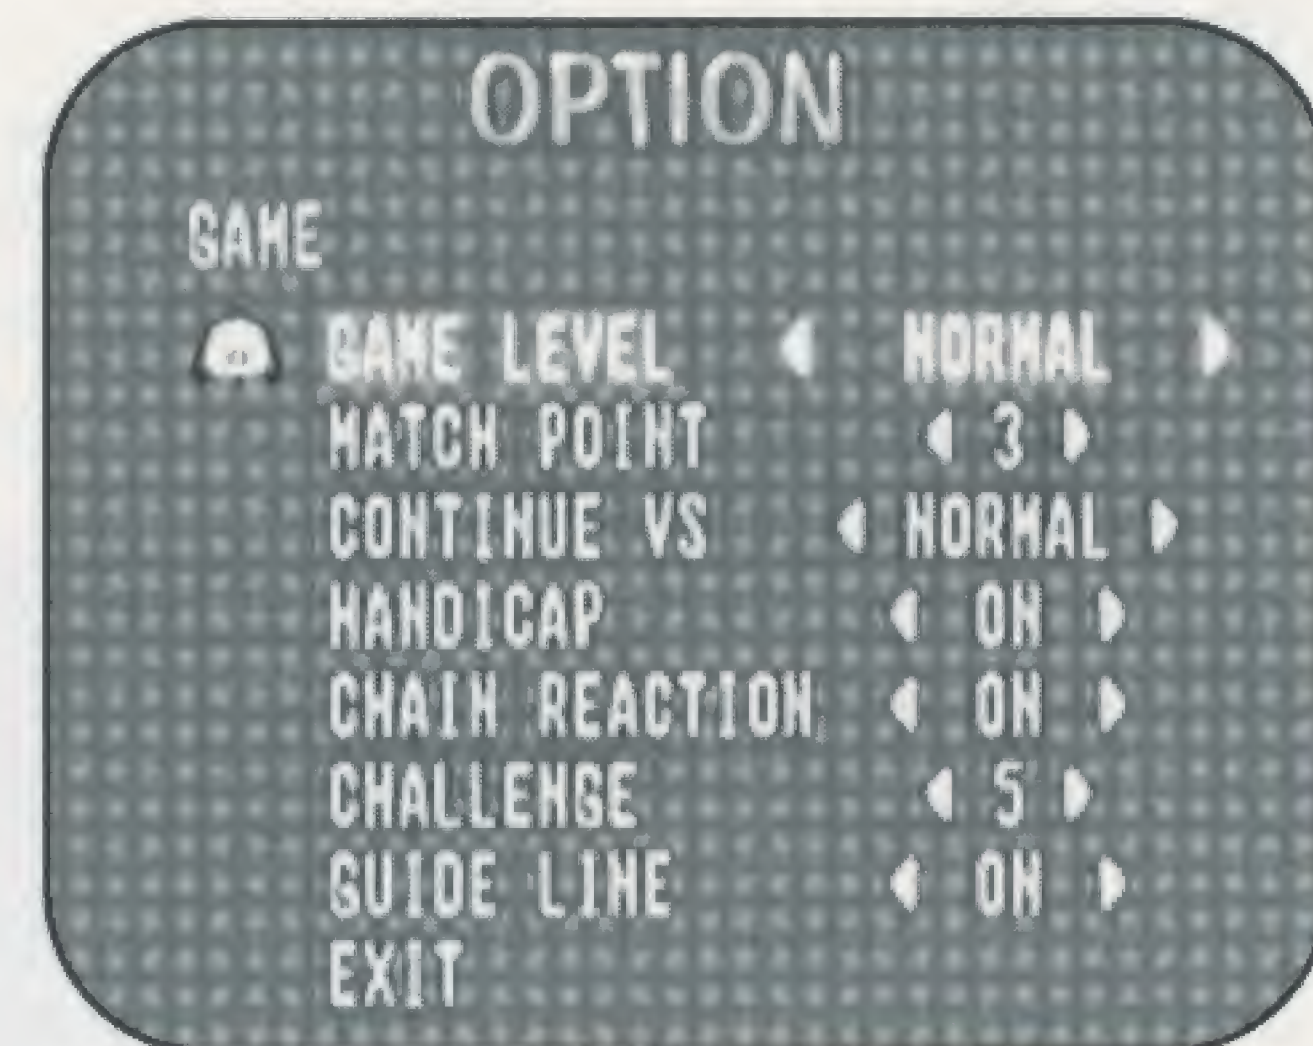 OPTION
GAME
GAME LEVEL ◀ NORMAL ▶
MATCH POINT ◀ 3 ▶
CONTINUE VS ◀ NORMAL ▶
HANDICAP ◀ ON ▶
CHAIN REACTION ◀ ON ▶
CHALLENGE ◀ 5 ▶
GUIDE LINE ◀ ON ▶
EXIT